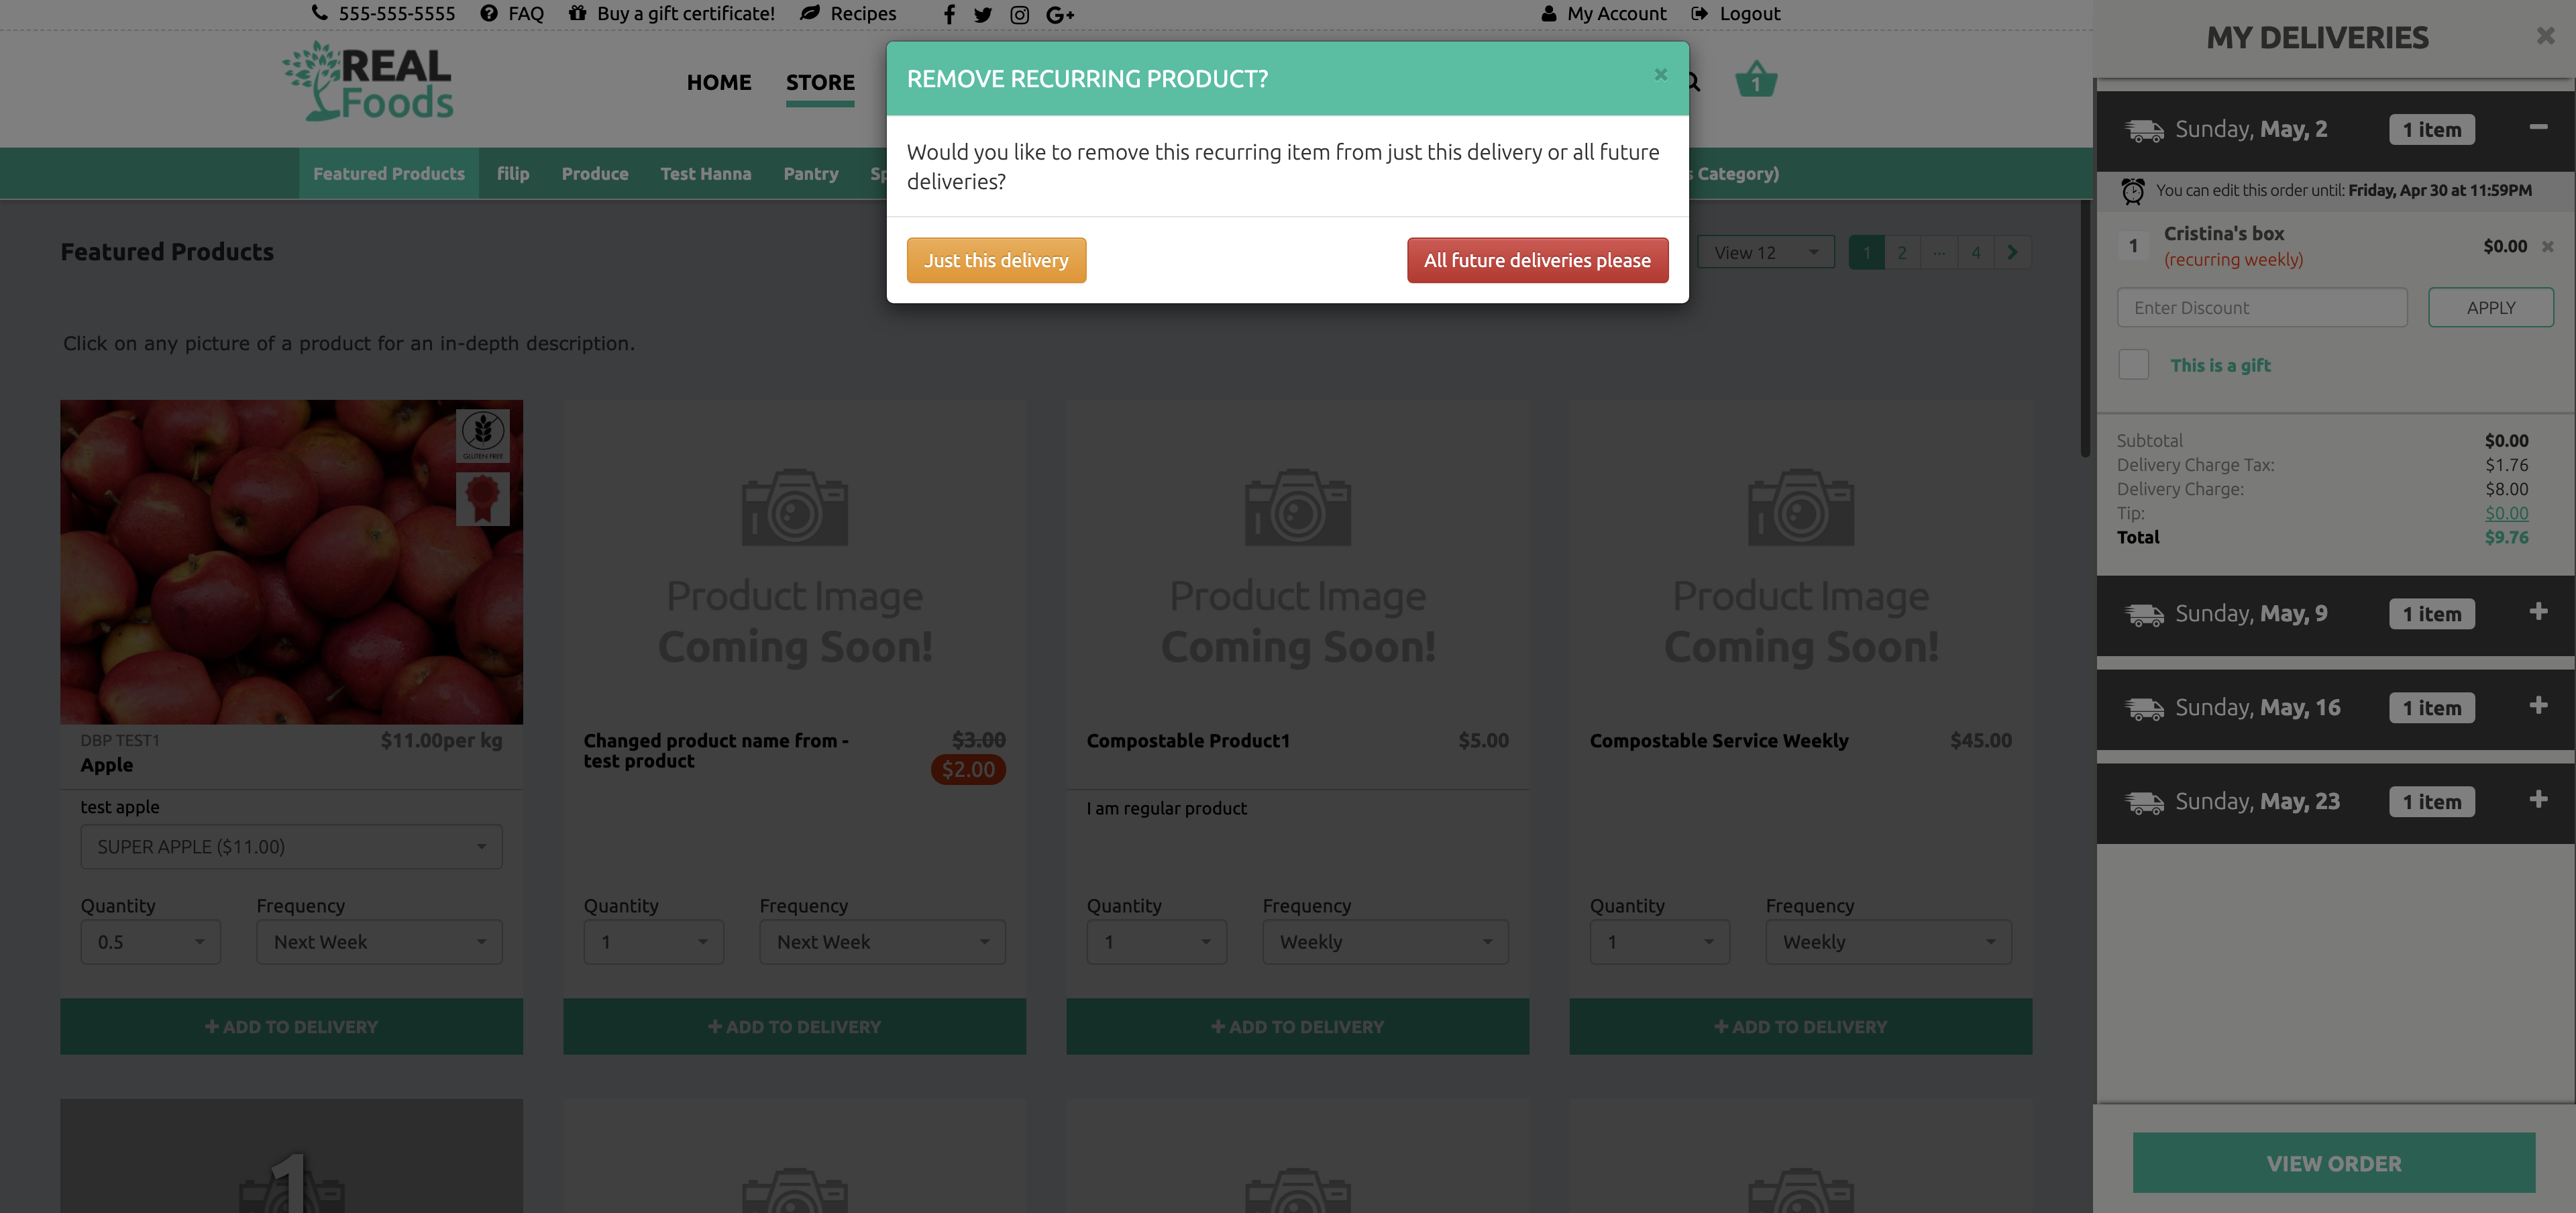 555-555-5555 FAQ Buy a gift certificate! Recipes My Account Logout
REAL
Foods
HOME STORE
1
Featured Products filip Produce Test Hanna Pantry Category)
REMOVE RECURRING PRODUCT?
Would you like to remove this recurring item from just this delivery or all future
deliveries?
Just this delivery All future deliveries please
Featured Products
View 12 1 2 ... 4
Click on any picture of a product for an in-depth description.
GLUTEN FREE
DBP TEST1 $11.00per kg
Apple
test apple
SUPER APPLE ($11.00)
Quantity Frequency
0.5 Next Week
+ ADD TO DELIVERY
Product Image
Coming Soon!
Changed product name from - $3.00
test product $2.00
Quantity Frequency
1 Next Week
+ ADD TO DELIVERY
Product Image
Coming Soon!
Compostable Product1 $5.00
I am regular product
Quantity Frequency
1 Weekly
+ ADD TO DELIVERY
Product Image
Coming Soon!
Compostable Service Weekly $45.00
Quantity Frequency
1 Weekly
+ ADD TO DELIVERY
1
MY DELIVERIES
Sunday, May, 2 1 item
You can edit this order until: Friday, Apr 30 at 11:59PM
1 Cristina's box $0.00
(recurring weekly)
Enter Discount APPLY
This is a gift
Subtotal $0.00
Delivery Charge Tax: $1.76
Delivery Charge: $8.00
Tip: $0.00
Total $9.76
Sunday, May, 9 1 item
Sunday, May, 16 1 item
Sunday, May, 23 1 item
VIEW ORDER